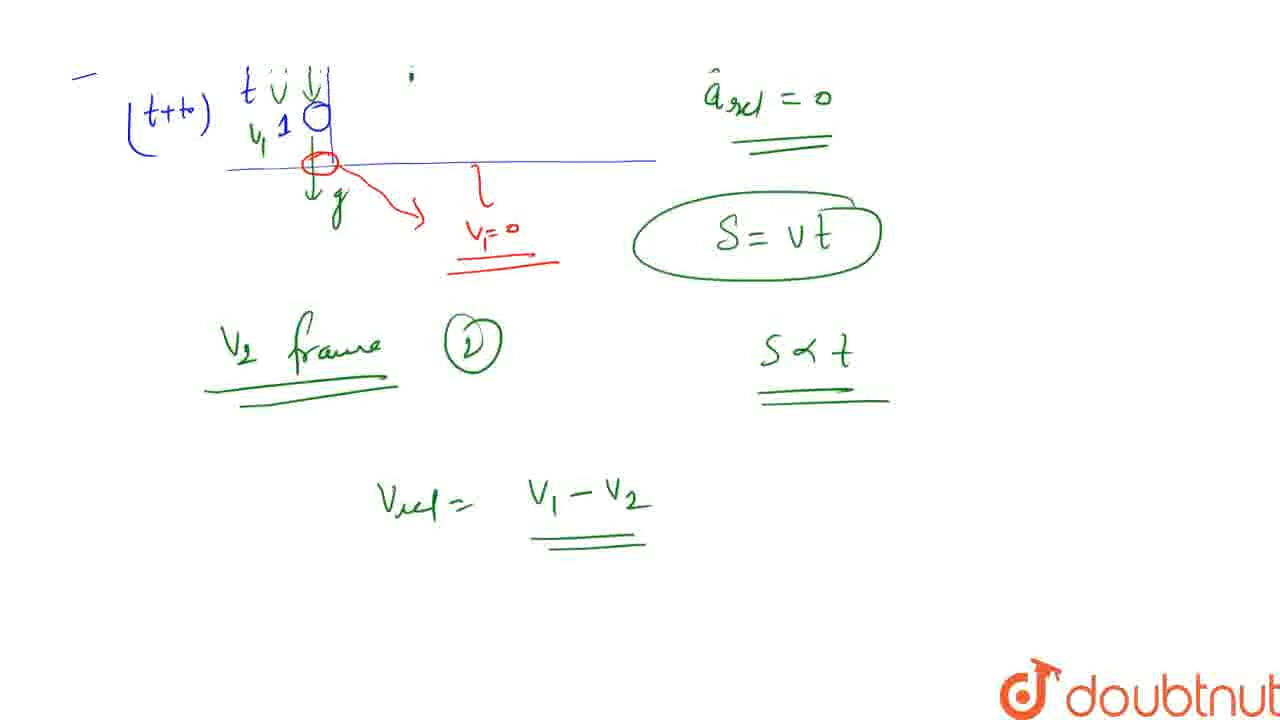 t v
(t+t₀)
v₁ 1
g
v₁=0
a_rel = 0
S = vt
v₂ frame 2
S ∝ t
V_rel = V₁ - V₂
doubtnut